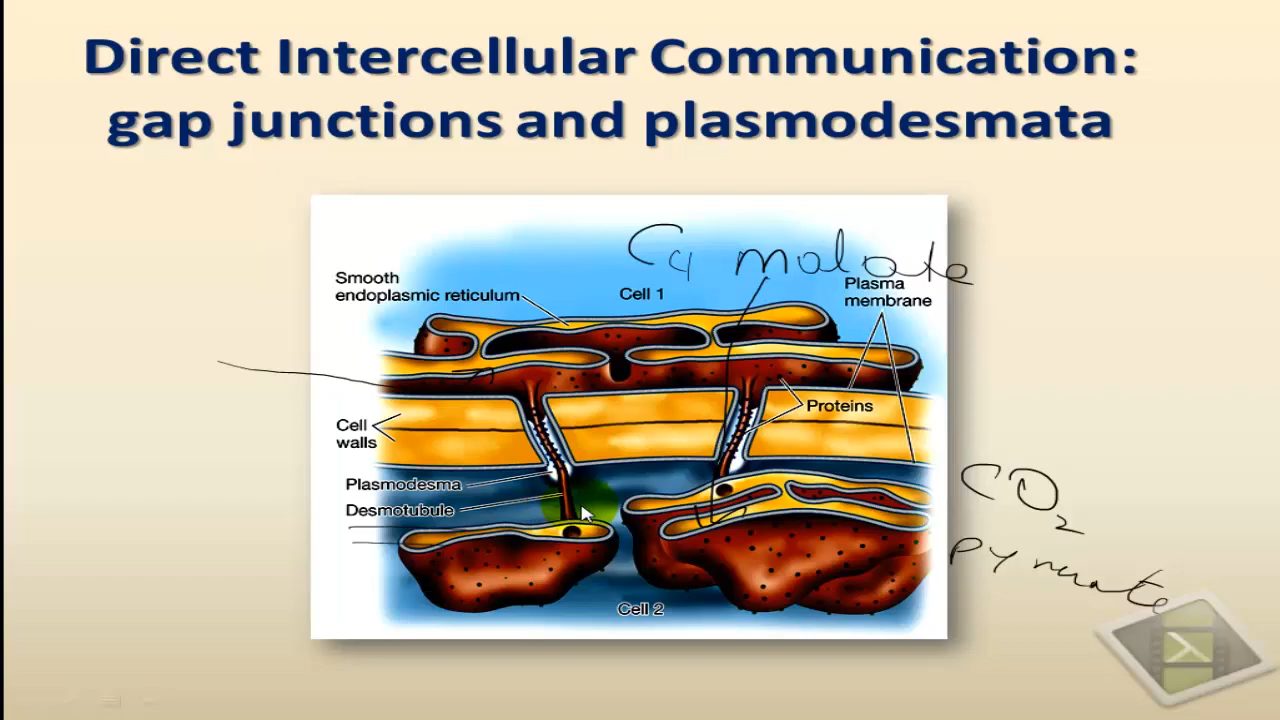 Direct Intercellular Communication:
gap junctions and plasmodesmata
C4 malate
Smooth
endoplasmic reticulum
Cell 1
Plasma
membrane
Proteins
Cell
walls
Plasmodesma
Desmotubule
CO2
pyruvate
Cell 2